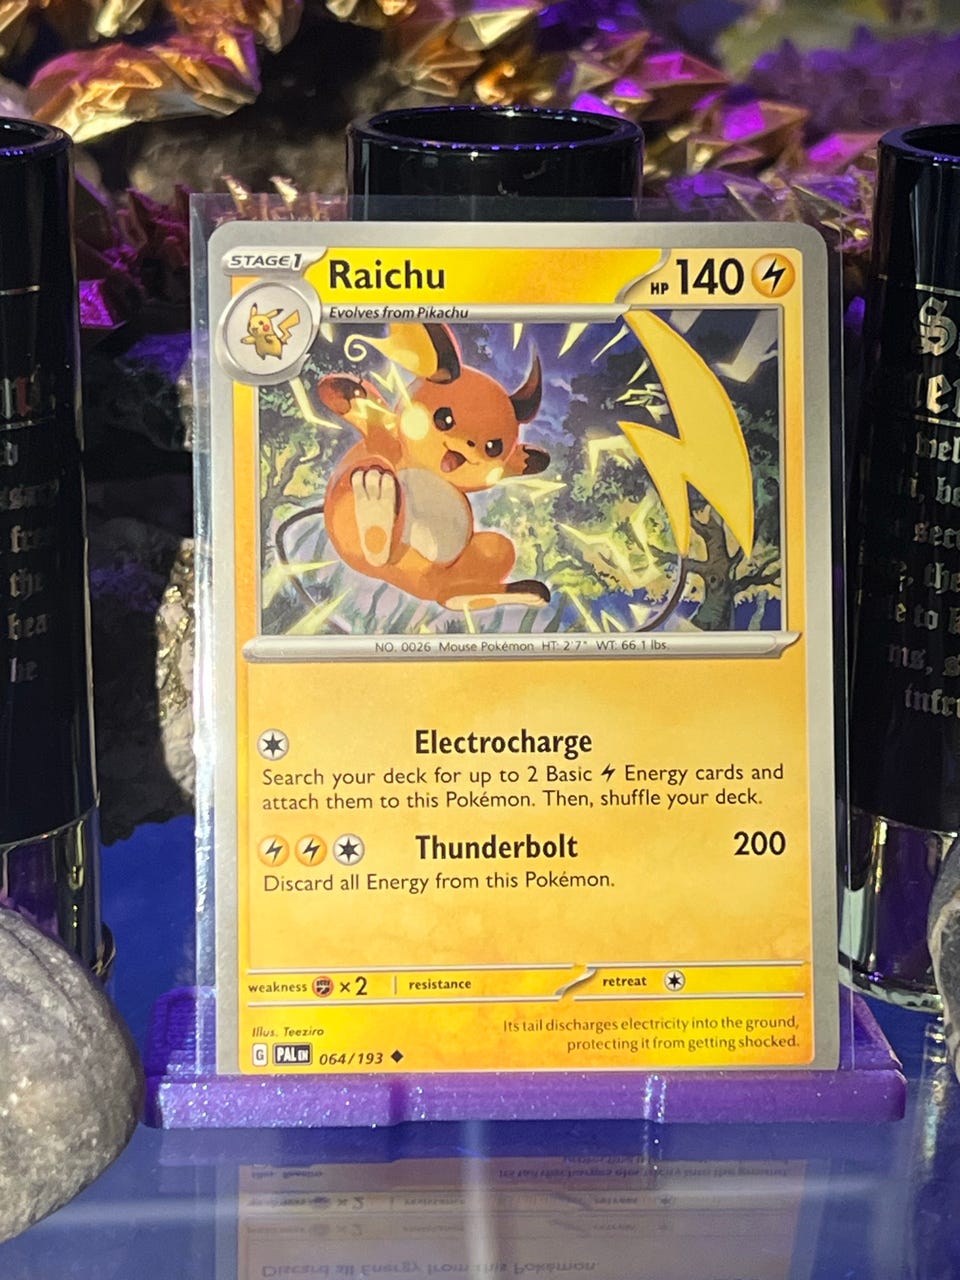 STAGE 1
Raichu
HP 140
Evolves from Pikachu
NO. 0026 Mouse Pokémon HT: 2'7" WT: 66.1 lbs.
Electrocharge
Search your deck for up to 2 Basic Energy cards and
attach them to this Pokémon. Then, shuffle your deck.
Thunderbolt 200
Discard all Energy from this Pokémon.
weakness ×2 resistance retreat
Illus. Teeziro
Its tail discharges electricity into the ground,
protecting it from getting shocked.
G PAL EN 064/193
the